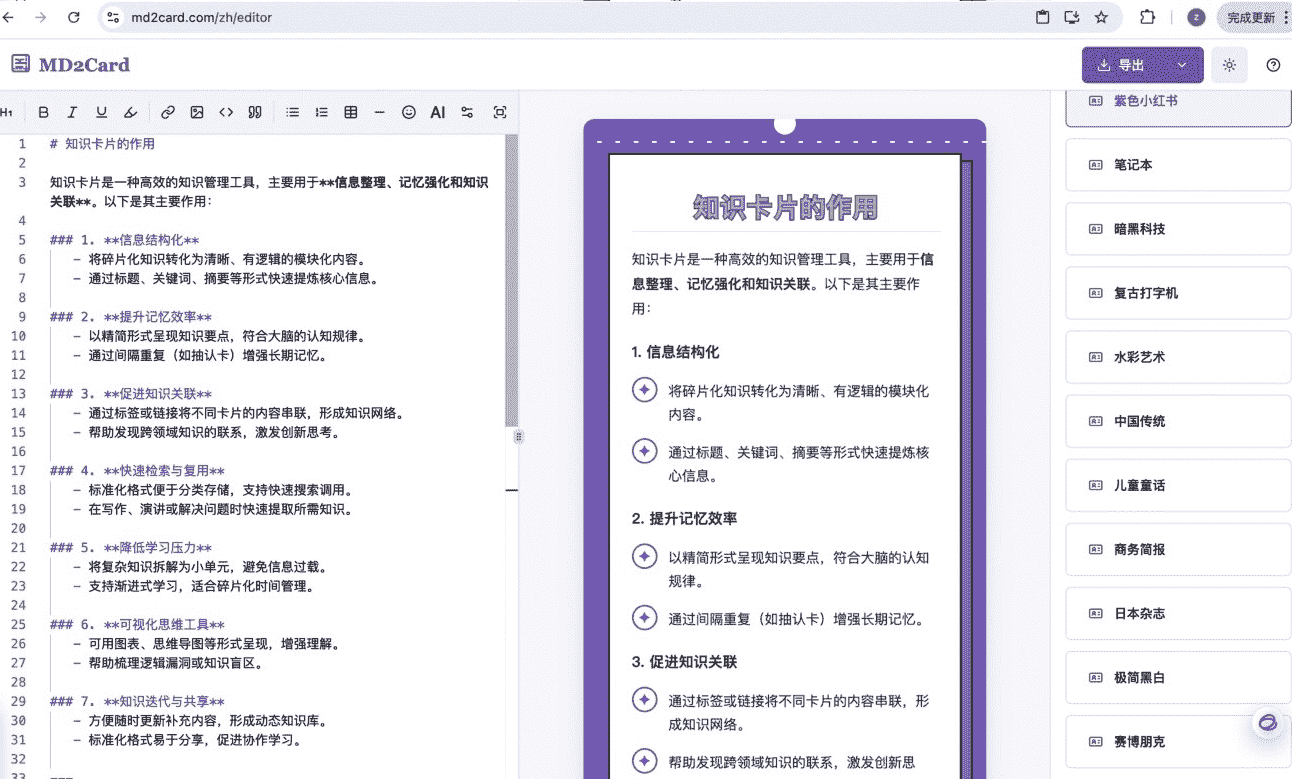 md2card.com/zh/editor
z
完成更新
MD2Card
导出
H1
B
I
U
AI
1 # 知识卡片的作用
2
3 知识卡片是一种高效的知识管理工具，主要用于**信息整理、记忆强化和知识
关联**。以下是其主要作用：
4
5 ### 1. **信息结构化**
6 - 将碎片化知识转化为清晰、有逻辑的模块化内容。
7 - 通过标题、关键词、摘要等形式快速提炼核心信息。
8
9 ### 2. **提升记忆效率**
10 - 以精简形式呈现知识要点，符合大脑的认知规律。
11 - 通过间隔重复（如抽认卡）增强长期记忆。
12
13 ### 3. **促进知识关联**
14 - 通过标签或链接将不同卡片的内容串联，形成知识网络。
15 - 帮助发现跨领域知识的联系，激发创新思考。
16
17 ### 4. **快速检索与复用**
18 - 标准化格式便于分类存储，支持快速搜索调用。
19 - 在写作、演讲或解决问题时快速提取所需知识。
20
21 ### 5. **降低学习压力**
22 - 将复杂知识拆解为小单元，避免信息过载。
23 - 支持渐进式学习，适合碎片化时间管理。
24
25 ### 6. **可视化思维工具**
26 - 可用图表、思维导图等形式呈现，增强理解。
27 - 帮助梳理逻辑漏洞或知识盲区。
28
29 ### 7. **知识迭代与共享**
30 - 方便随时更新补充内容，形成动态知识库。
31 - 标准化格式易于分享，促进协作学习。
32
33
知识卡片的作用
知识卡片是一种高效的知识管理工具，主要用于信
息整理、记忆强化和知识关联。以下是其主要作
用：
1. 信息结构化
将碎片化知识转化为清晰、有逻辑的模块化
内容。
通过标题、关键词、摘要等形式快速提炼核
心信息。
2. 提升记忆效率
以精简形式呈现知识要点，符合大脑的认知
规律。
通过间隔重复（如抽认卡）增强长期记忆。
3. 促进知识关联
通过标签或链接将不同卡片的内容串联，形
成知识网络。
帮助发现跨领域知识的联系，激发创新思
紫色小红书
笔记本
暗黑科技
复古打字机
水彩艺术
中国传统
儿童童话
商务简报
日本杂志
极简黑白
赛博朋克